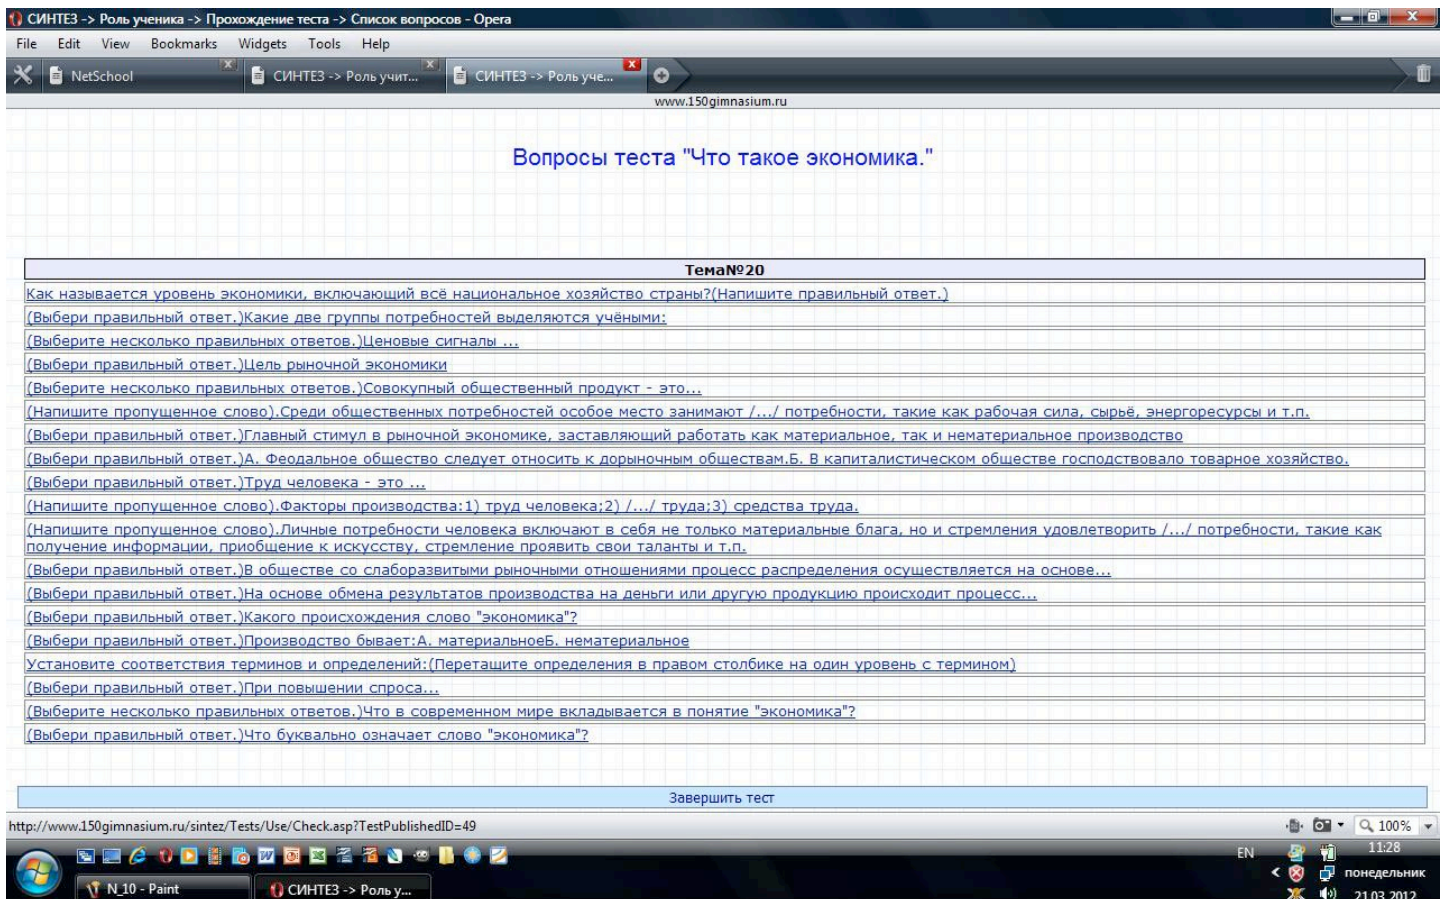 СИНТЕЗ -> Роль ученика -> Прохождение теста -> Список вопросов - Opera
File Edit View Bookmarks Widgets Tools Help
NetSchool СИНТЕЗ -> Роль учит... СИНТЕЗ -> Роль уче...
www.150gimnasium.ru
Вопросы теста "Что такое экономика."
Тема№20
Как называется уровень экономики, включающий всё национальное хозяйство страны?(Напишите правильный ответ.)
(Выбери правильный ответ.)Какие две группы потребностей выделяются учёными:
(Выберите несколько правильных ответов.)Ценовые сигналы ...
(Выбери правильный ответ.)Цель рыночной экономики
(Выберите несколько правильных ответов.)Совокупный общественный продукт - это...
(Напишите пропущенное слово).Среди общественных потребностей особое место занимают /.../ потребности, такие как рабочая сила, сырьё, энергоресурсы и т.п.
(Выбери правильный ответ.)Главный стимул в рыночной экономике, заставляющий работать как материальное, так и нематериальное производство
(Выбери правильный ответ.)А. Феодальное общество следует относить к дорыночным обществам.Б. В капиталистическом обществе господствовало товарное хозяйство.
(Выбери правильный ответ.)Труд человека - это ...
(Напишите пропущенное слово).Факторы производства:1) труд человека;2) /.../ труда;3) средства труда.
(Напишите пропущенное слово).Личные потребности человека включают в себя не только материальные блага, но и стремления удовлетворить /.../ потребности, такие как
получение информации, приобщение к искусству, стремление проявить свои таланты и т.п.
(Выбери правильный ответ.)В обществе со слаборазвитыми рыночными отношениями процесс распределения осуществляется на основе...
(Выбери правильный ответ.)На основе обмена результатов производства на деньги или другую продукцию происходит процесс...
(Выбери правильный ответ.)Какого происхождения слово "экономика"?
(Выбери правильный ответ.)Производство бывает:А. материальноеБ. нематериальное
Установите соответствия терминов и определений:(Перетащите определения в правом столбике на один уровень с термином)
(Выбери правильный ответ.)При повышении спроса...
(Выберите несколько правильных ответов.)Что в современном мире вкладывается в понятие "экономика"?
(Выбери правильный ответ.)Что буквально означает слово "экономика"?
Завершить тест
http://www.150gimnasium.ru/sintez/Tests/Use/Check.asp?TestPublishedID=49 100%
EN 11:28
понедельник
N_10 - Paint СИНТЕЗ -> Роль у...
21.03.2012